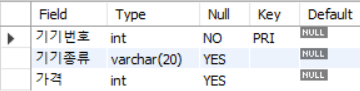 Field Type Null Key Default
기기번호 int NO PRI NULL
기기종류 varchar(20) YES NULL
가격 int YES NULL